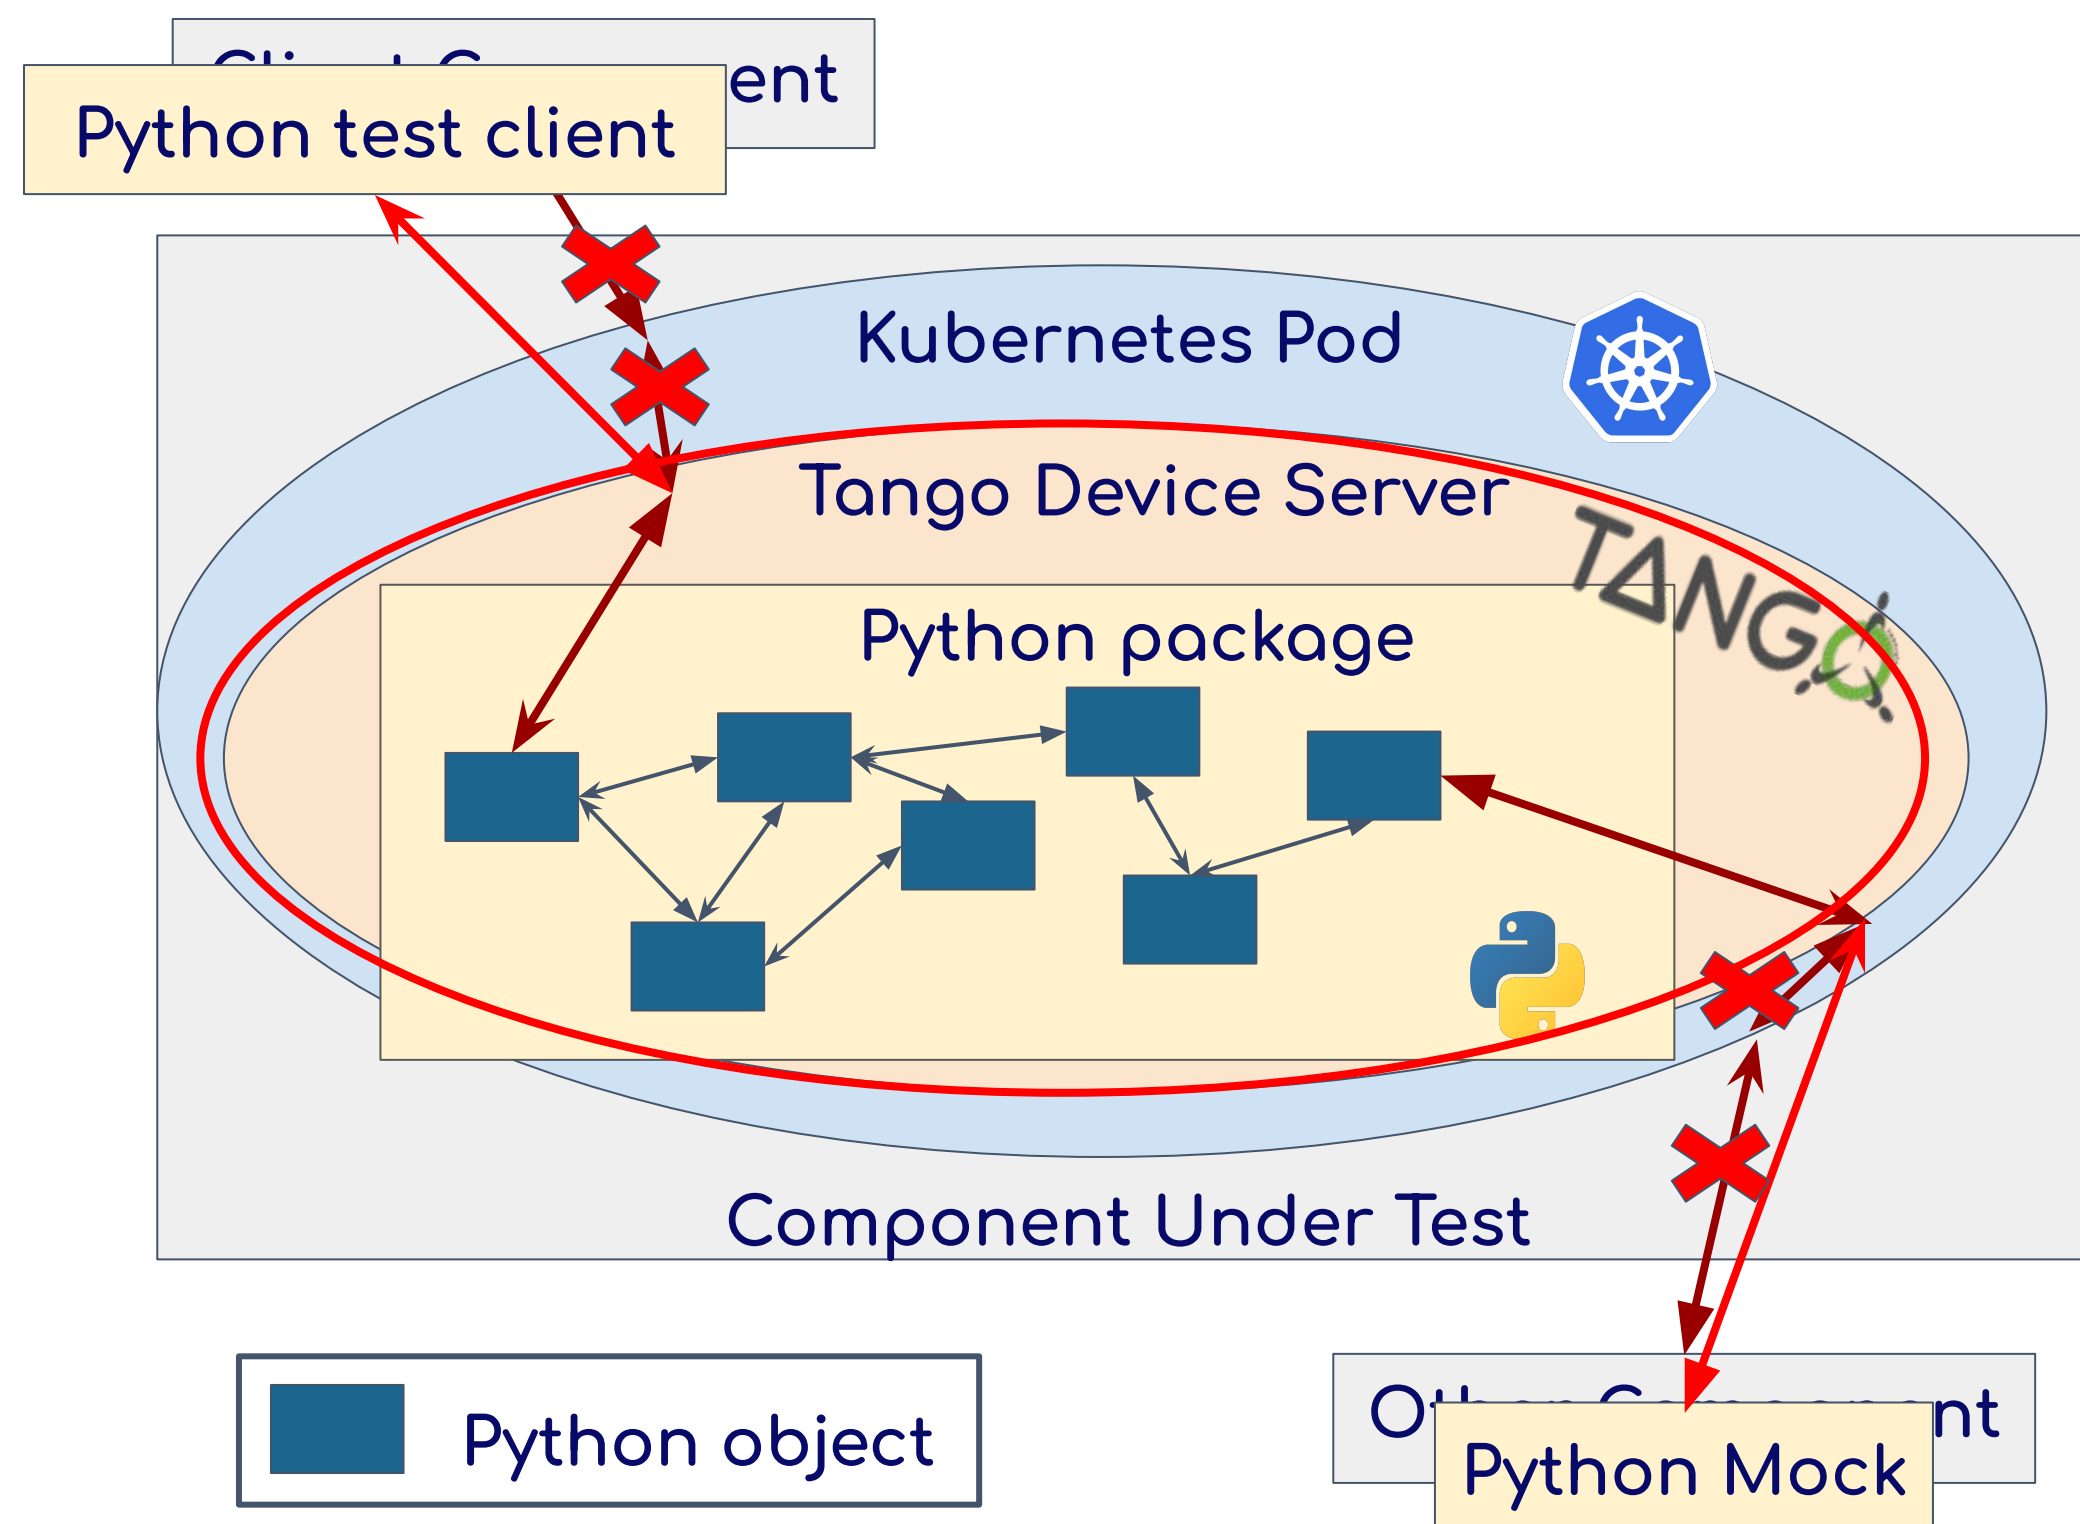 ent
Python test client
Kubernetes Pod
Tango Device Server
TANGO
Python package
Component Under Test
Python object
nt
Python Mock